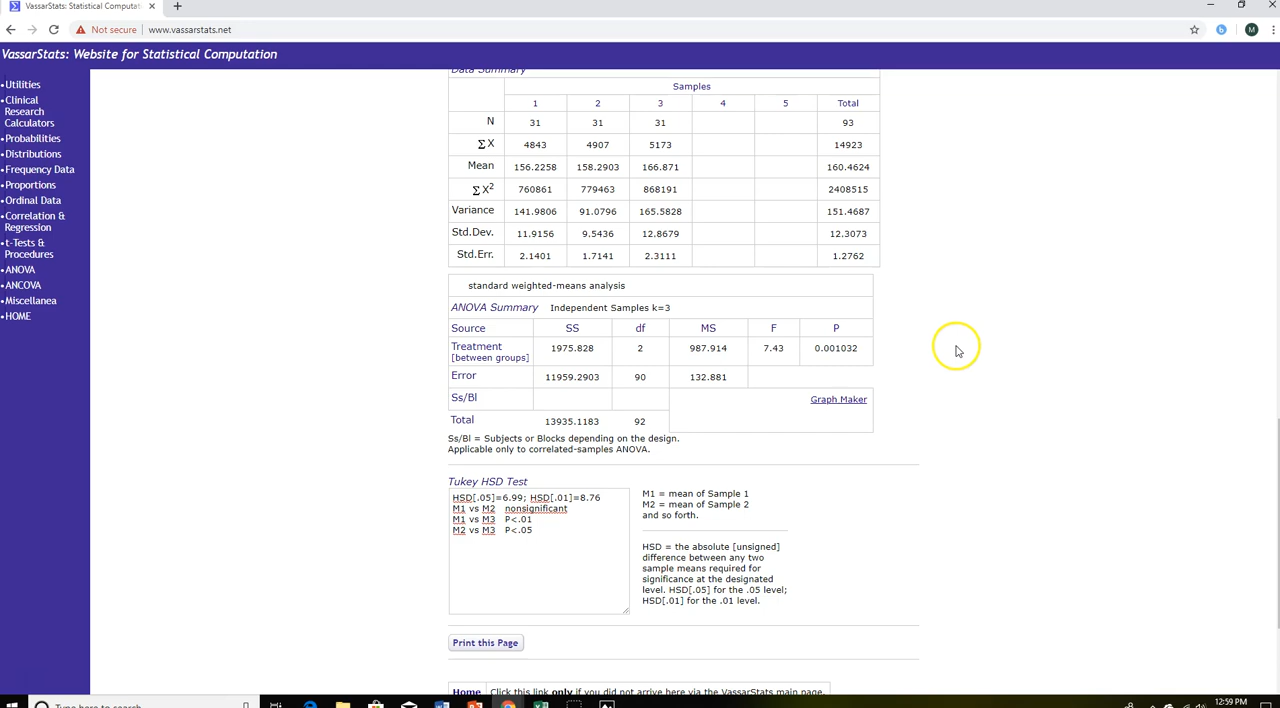 VassarStats: Statistical Computat
Not secure | www.vassarstats.net
M
VassarStats: Website for Statistical Computation
•Utilities
•Clinical
Research
Calculators
•Probabilities
•Distributions
•Frequency Data
•Proportions
•Ordinal Data
•Correlation &
Regression
•t-Tests &
Procedures
•ANOVA
•ANCOVA
•Miscellanea
•HOME
Data Summary
Samples
1 2 3 4 5 Total
N 31 31 31 93
ΣX 4843 4907 5173 14923
Mean 156.2258 158.2903 166.871 160.4624
ΣX² 760861 779463 868191 2408515
Variance 141.9806 91.0796 165.5828 151.4687
Std.Dev. 11.9156 9.5436 12.8679 12.3073
Std.Err. 2.1401 1.7141 2.3111 1.2762
standard weighted-means analysis
ANOVA Summary Independent Samples k=3
Source SS df MS F P
Treatment
[between groups] 1975.828 2 987.914 7.43 0.001032
Error 11959.2903 90 132.881
Ss/Bl
Graph Maker
Total 13935.1183 92
Ss/Bl = Subjects or Blocks depending on the design.
Applicable only to correlated-samples ANOVA.
Tukey HSD Test
HSD[.05]=6.99; HSD[.01]=8.76
M1 vs M2 nonsignificant
M1 vs M3 P<.01
M2 vs M3 P<.05
M1 = mean of Sample 1
M2 = mean of Sample 2
and so forth.
HSD = the absolute [unsigned]
difference between any two
sample means required for
significance at the designated
level. HSD[.05] for the .05 level;
HSD[.01] for the .01 level.
Print this Page
Home Click this link only if you did not arrive here via the VassarStats main page.
Type here to search
12:59 PM